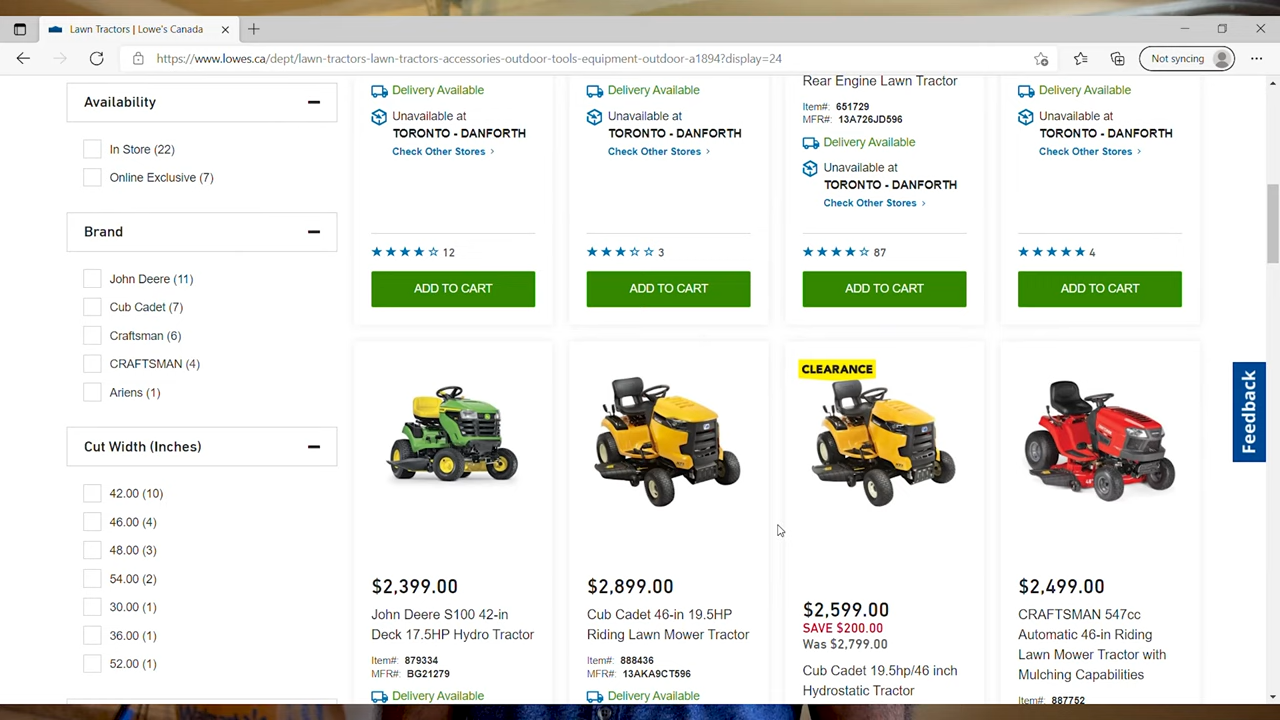 Lawn Tractors | Lowe's Canada
https://www.lowes.ca/dept/lawn-tractors-lawn-tractors-accessories-outdoor-tools-equipment-outdoor-a1894?display=24
Not syncing
Availability
In Store (22)
Online Exclusive (7)
Brand
John Deere (11)
Cub Cadet (7)
Craftsman (6)
CRAFTSMAN (4)
Ariens (1)
Cut Width (Inches)
42.00 (10)
46.00 (4)
48.00 (3)
54.00 (2)
30.00 (1)
36.00 (1)
52.00 (1)
Delivery Available
Unavailable at
TORONTO - DANFORTH
Check Other Stores
12
ADD TO CART
Delivery Available
Unavailable at
TORONTO - DANFORTH
Check Other Stores
3
ADD TO CART
Rear Engine Lawn Tractor
Item#: 651729
MFR#: 13A726JD596
Delivery Available
Unavailable at
TORONTO - DANFORTH
Check Other Stores
87
ADD TO CART
Delivery Available
Unavailable at
TORONTO - DANFORTH
Check Other Stores
4
ADD TO CART
$2,399.00
John Deere S100 42-in
Deck 17.5HP Hydro Tractor
Item#: 879334
MFR#: BG21279
Delivery Available
$2,899.00
Cub Cadet 46-in 19.5HP
Riding Lawn Mower Tractor
Item#: 888436
MFR#: 13AKA9CT596
Delivery Available
CLEARANCE
$2,599.00
SAVE $200.00
Was $2,799.00
Cub Cadet 19.5hp/46 inch
Hydrostatic Tractor
$2,499.00
CRAFTSMAN 547cc
Automatic 46-in Riding
Lawn Mower Tractor with
Mulching Capabilities
Item#: 887752
Feedback